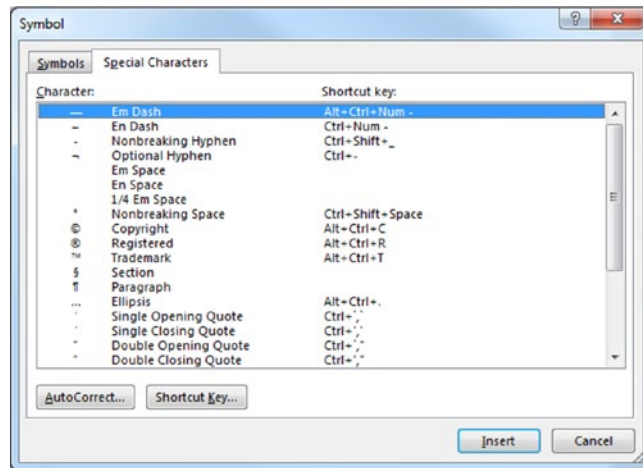 Symbol
Symbols Special Characters
Character: Shortcut key:
— Em Dash Alt+Ctrl+Num -
– En Dash Ctrl+Num -
- Nonbreaking Hyphen Ctrl+Shift+_
¬ Optional Hyphen Ctrl+-
Em Space
En Space
1/4 Em Space
° Nonbreaking Space Ctrl+Shift+Space
© Copyright Alt+Ctrl+C
® Registered Alt+Ctrl+R
™ Trademark Alt+Ctrl+T
§ Section
¶ Paragraph
... Ellipsis Alt+Ctrl+.
Single Opening Quote
Single Closing Quote
Double Opening Quote
Double Closing Quote
AutoCorrect... Shortcut Key...
Insert Cancel